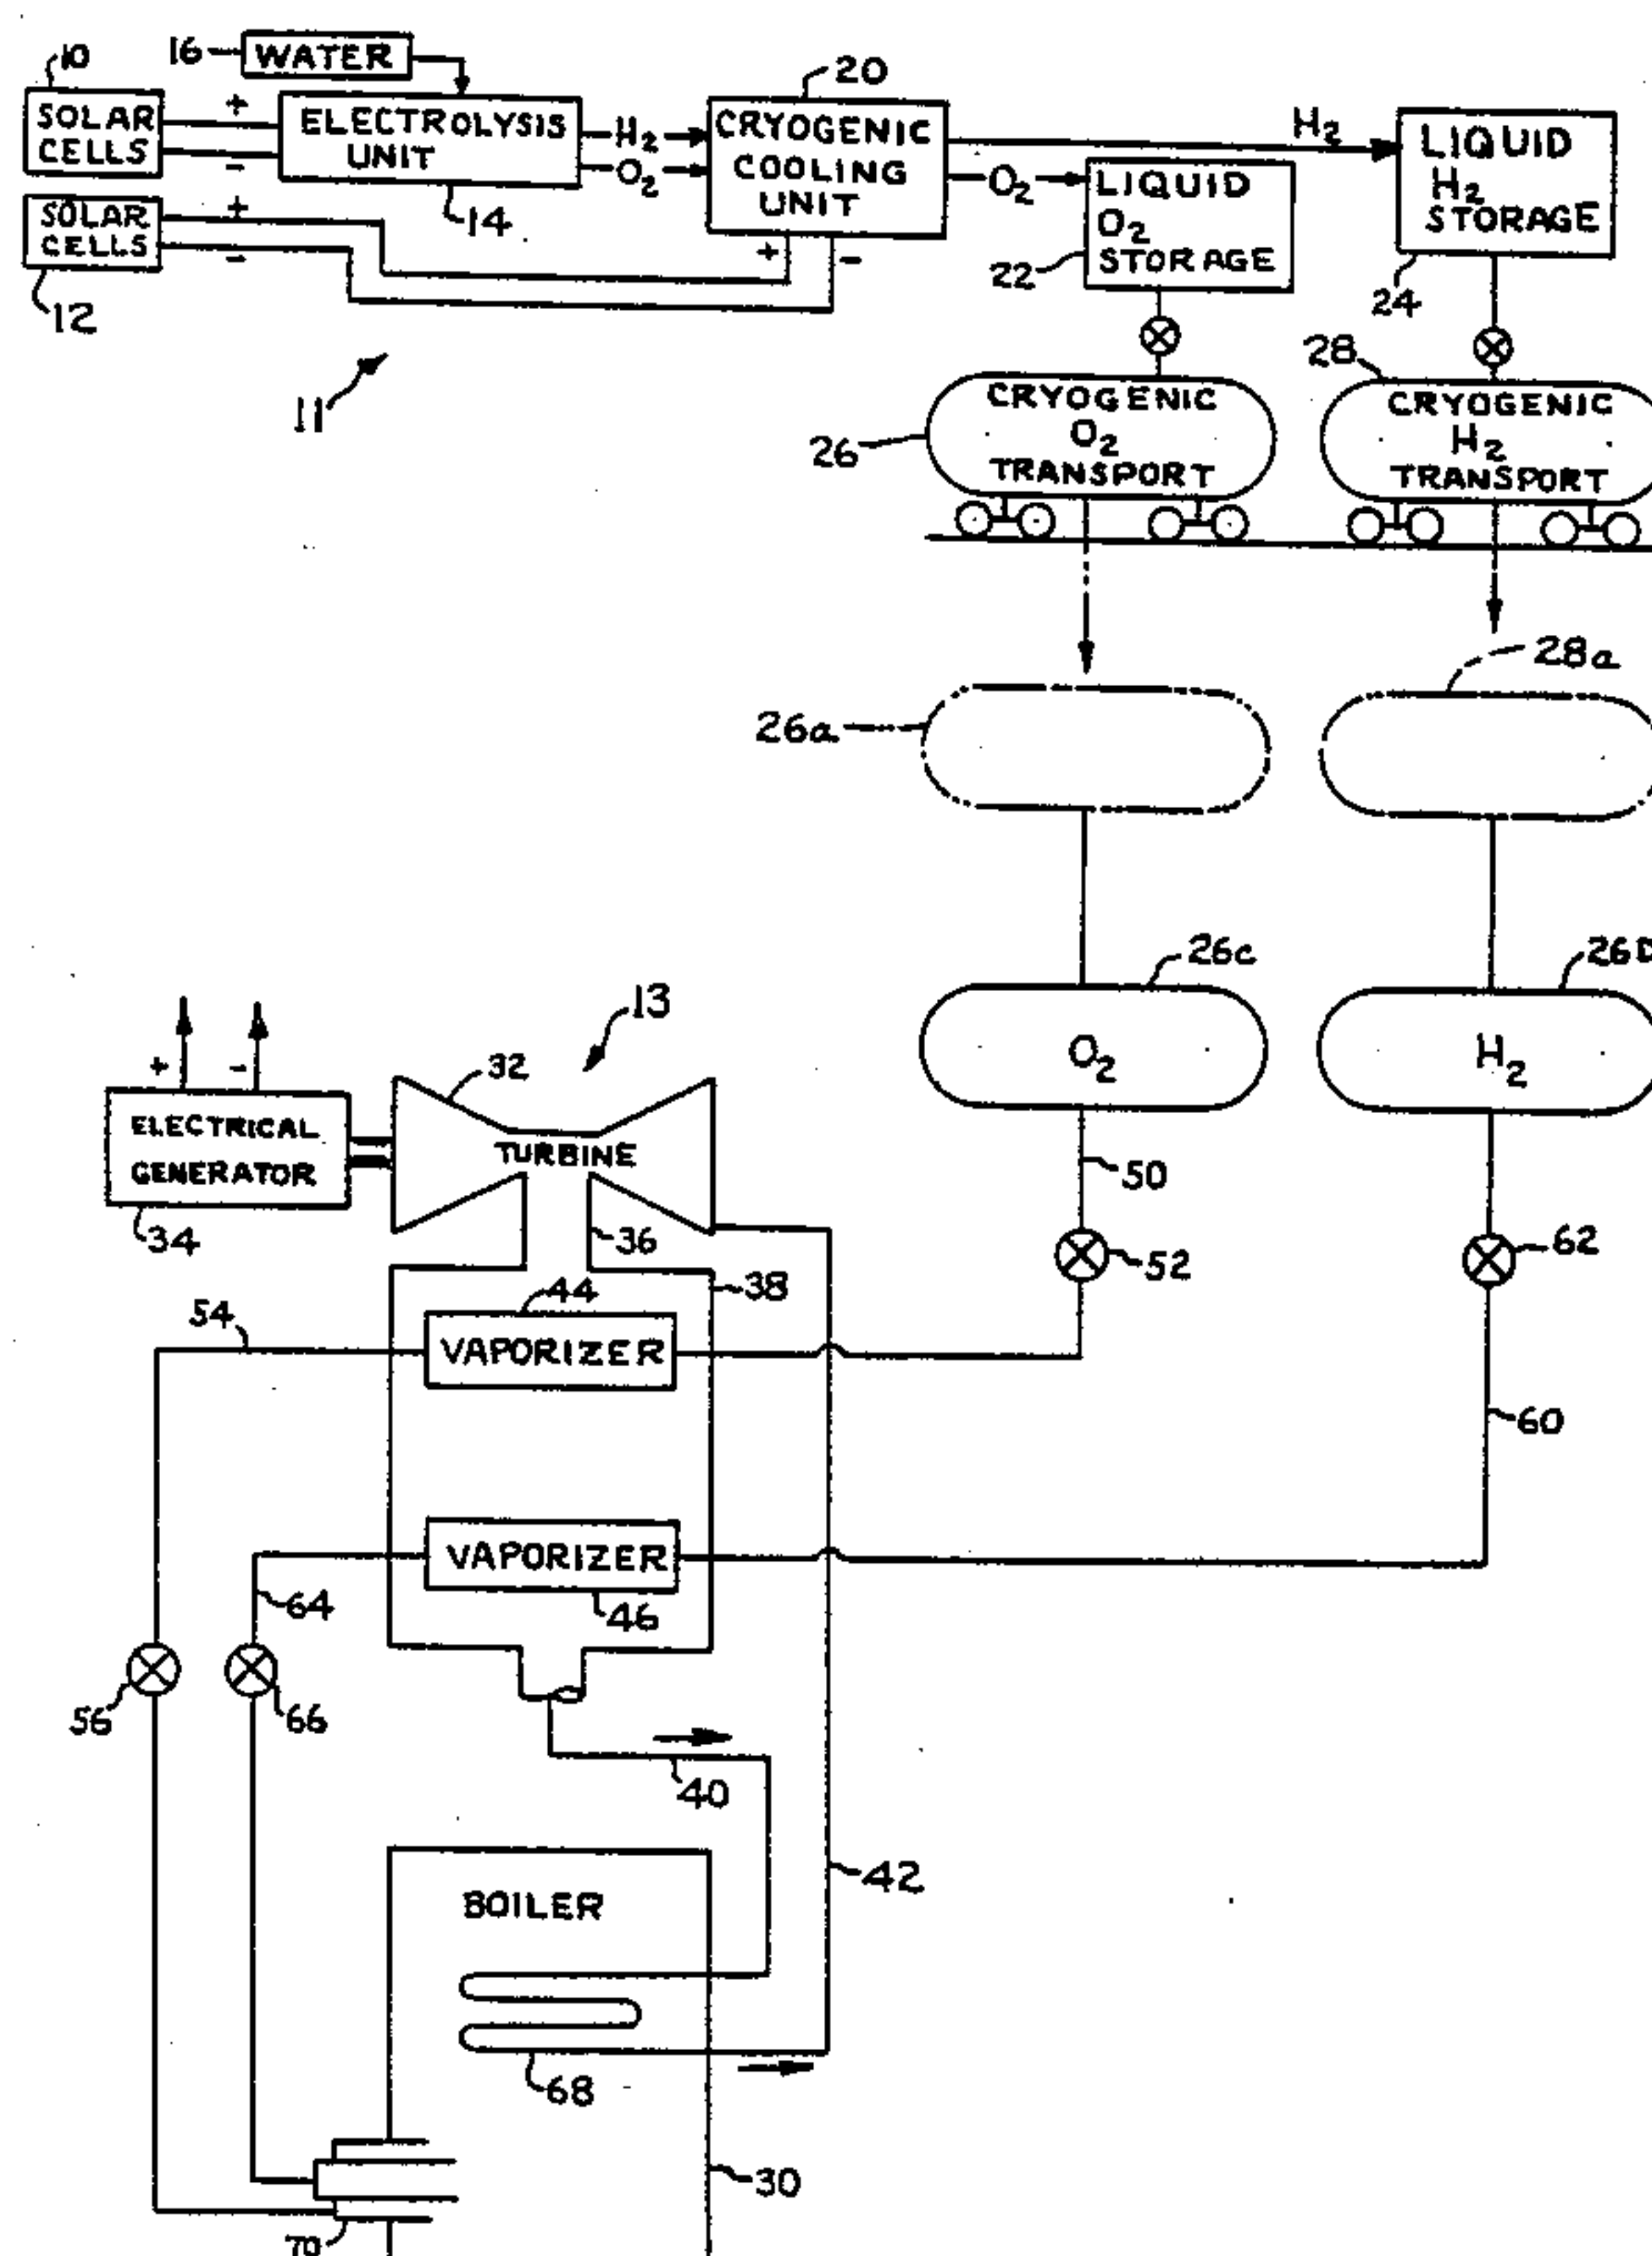 16 WATER
10
SOLAR
CELLS
+
-
ELECTROLYSIS
UNIT
14
H2
O2
20
CRYOGENIC
COOLING
UNIT
H2
O2
LIQUID
O2
STORAGE
22
LIQUID
H2
STORAGE
24
SOLAR
CELLS
+
-
12
+
-
11
26
CRYOGENIC
O2
TRANSPORT
28
CRYOGENIC
H2
TRANSPORT
26a
28a
26c
O2
26D
H2
13
+
-
ELECTRICAL
GENERATOR
34
32
TURBINE
36
38
50
52
62
60
44
VAPORIZER
54
VAPORIZER
46
64
56
66
40
42
BOILER
68
30
70